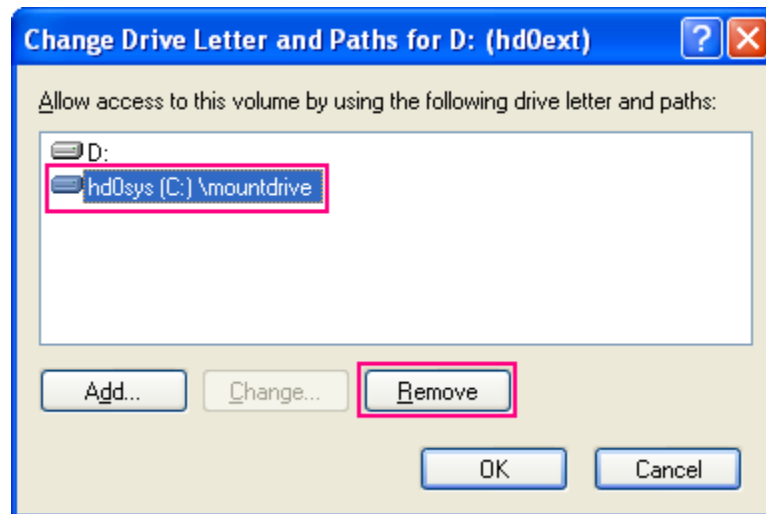 Change Drive Letter and Paths for D: (hd0ext)
Allow access to this volume by using the following drive letter and paths:
D:
hd0sys (C:) \mountdrive
Add... Change... Remove
OK Cancel